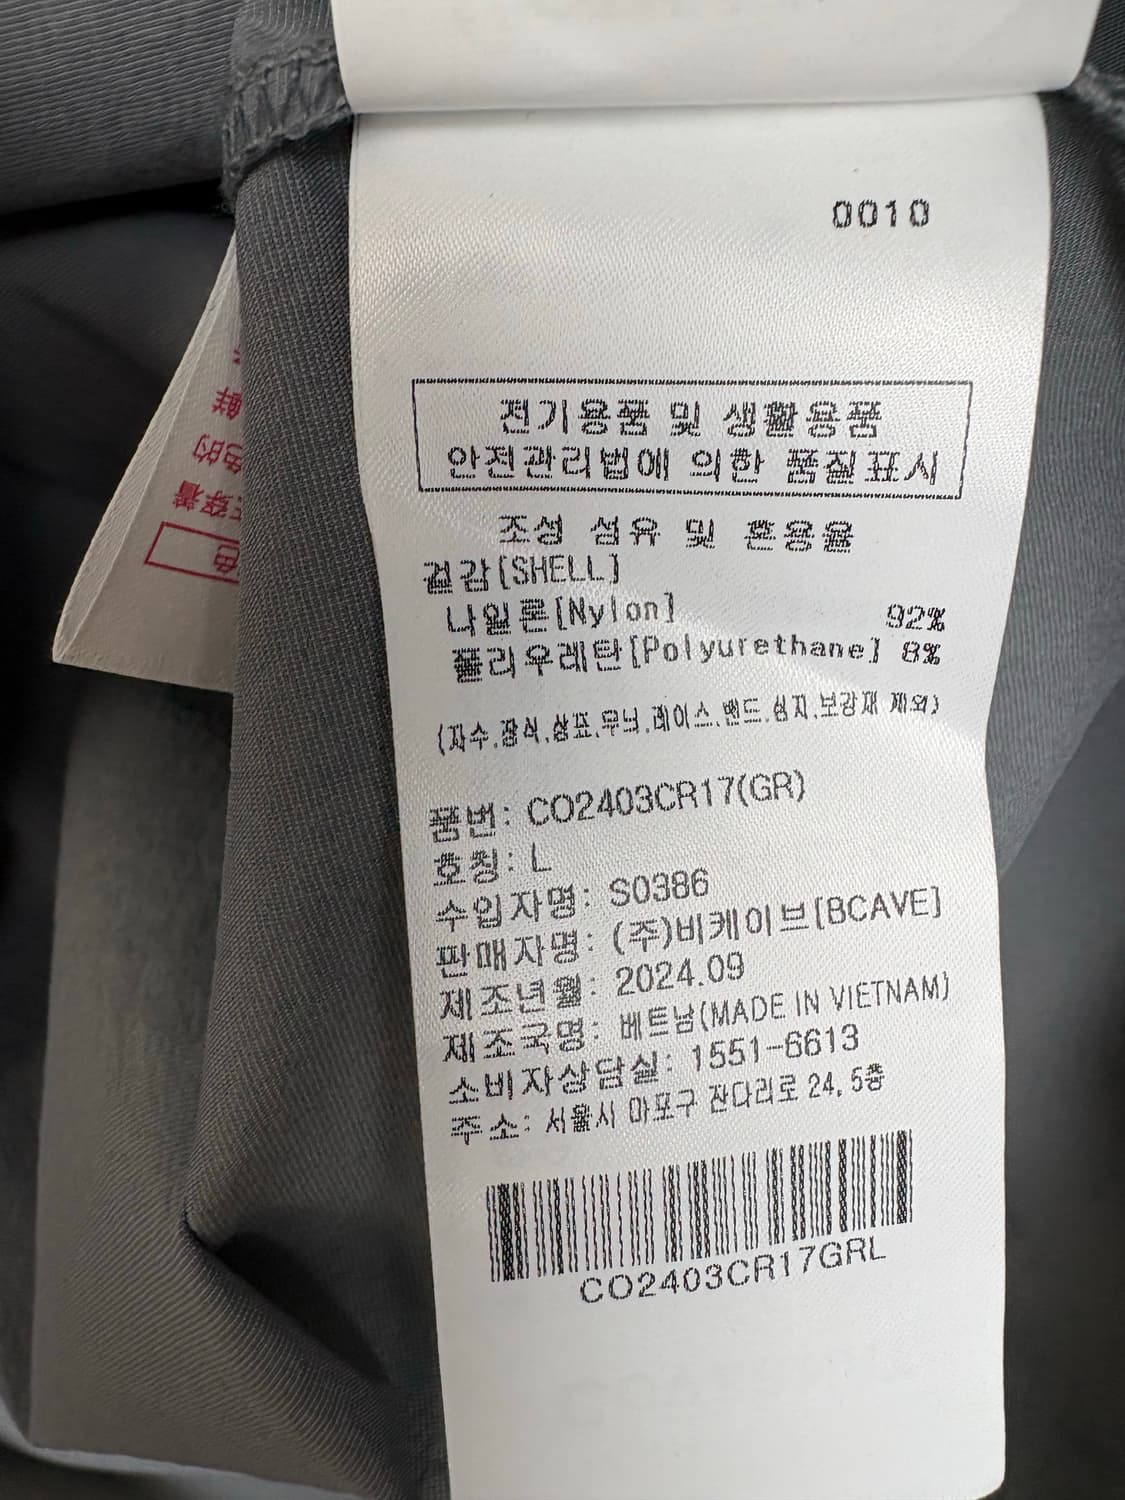 0010
전기용품 및 생활용품
안전관리법에 의한 품질표시
조성 섬유 및 혼용율
겉감[SHELL]
나일론[Nylon] 92%
폴리우레탄[Polyurethane] 8%
(자수,장식,상표,무늬,레이스,밴드,심지,보강재 제외)
품번: CO2403CR17(GR)
호칭: L
수입자명: S0386
판매자명: (주)비케이브[BCAVE]
제조년월: 2024.09
제조국명: 베트남(MADE IN VIETNAM)
소비자상담실: 1551-6613
주소: 서울시 마포구 잔다리로 24, 5층
CO2403CR17GRL
鮮
色的
穿着
色